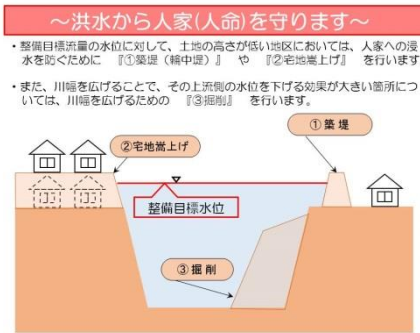 ～洪水から人家(人命)を守ります～
・整備目標流量の水位に対して、土地の高さが低い地区においては、人家への浸
水を防ぐために 『①築堤（輪中堤）』 や 『②宅地嵩上げ』 を行います
・また、川幅を広げることで、その上流側の水位を下げる効果が大きい箇所につ
いては、川幅を広げるための 『③掘削』 を行います。
①築堤
②宅地嵩上げ
整備目標水位
③掘削